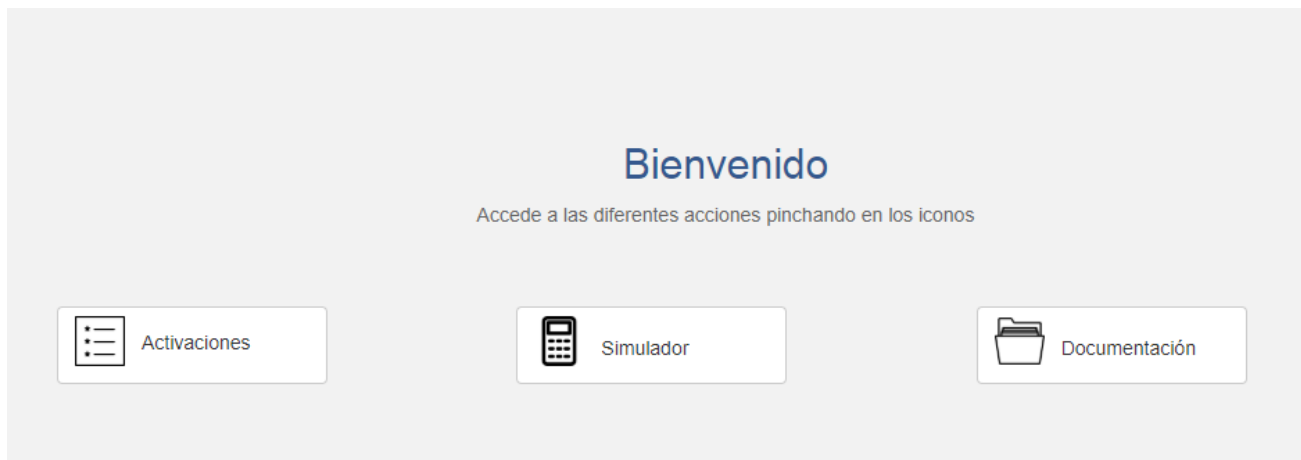 Bienvenido
Accede a las diferentes acciones pinchando en los iconos
Activaciones
Simulador
Documentación